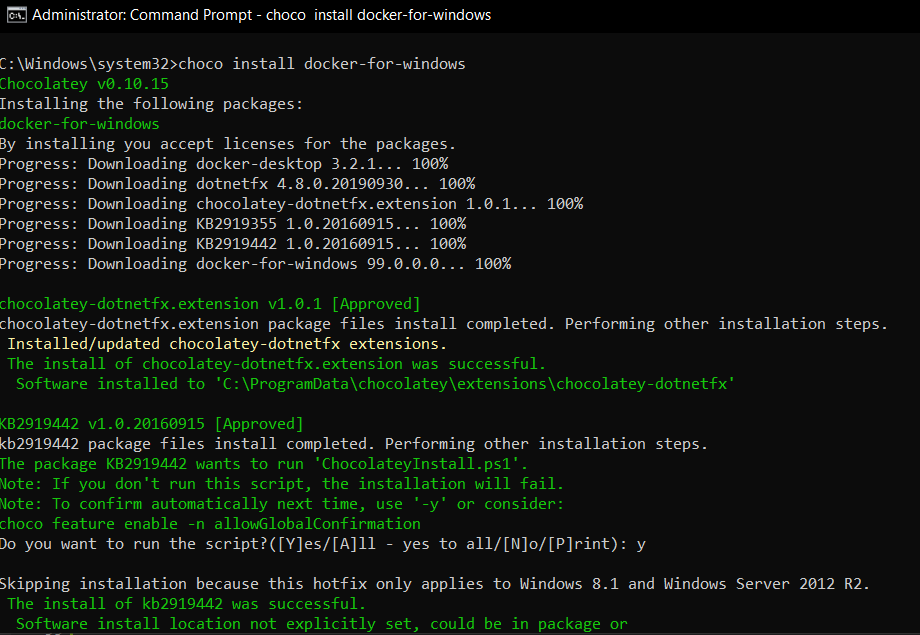 Administrator: Command Prompt - choco  install docker-for-windows
C:\Windows\system32>choco install docker-for-windows
Chocolatey v0.10.15
Installing the following packages:
docker-for-windows
By installing you accept licenses for the packages.
Progress: Downloading docker-desktop 3.2.1... 100%
Progress: Downloading dotnetfx 4.8.0.20190930... 100%
Progress: Downloading chocolatey-dotnetfx.extension 1.0.1... 100%
Progress: Downloading KB2919355 1.0.20160915... 100%
Progress: Downloading KB2919442 1.0.20160915... 100%
Progress: Downloading docker-for-windows 99.0.0.0... 100%
chocolatey-dotnetfx.extension v1.0.1 [Approved]
chocolatey-dotnetfx.extension package files install completed. Performing other installation steps.
Installed/updated chocolatey-dotnetfx extensions.
The install of chocolatey-dotnetfx.extension was successful.
Software installed to 'C:\ProgramData\chocolatey\extensions\chocolatey-dotnetfx'
KB2919442 v1.0.20160915 [Approved]
kb2919442 package files install completed. Performing other installation steps.
The package KB2919442 wants to run 'ChocolateyInstall.ps1'.
Note: If you don't run this script, the installation will fail.
Note: To confirm automatically next time, use '-y' or consider:
choco feature enable -n allowGlobalConfirmation
Do you want to run the script?([Y]es/[A]ll - yes to all/[N]o/[P]rint): y
Skipping installation because this hotfix only applies to Windows 8.1 and Windows Server 2012 R2.
The install of kb2919442 was successful.
Software install location not explicitly set, could be in package or